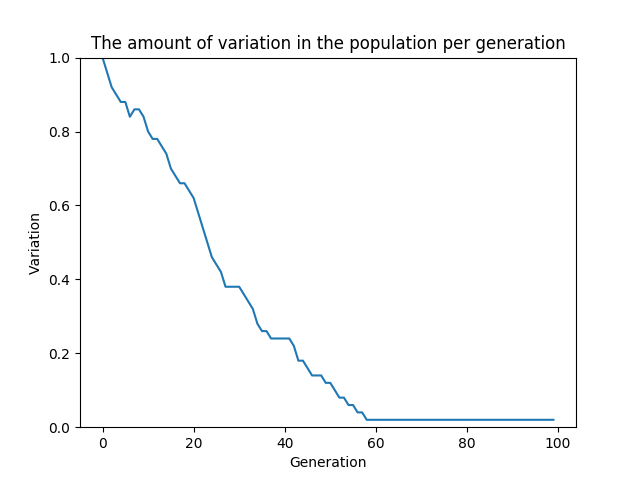 The amount of variation in the population per generation
1.0
0.8
0.6
0.4
0.2
0.0
Variation
0 20 40 60 80 100
Generation